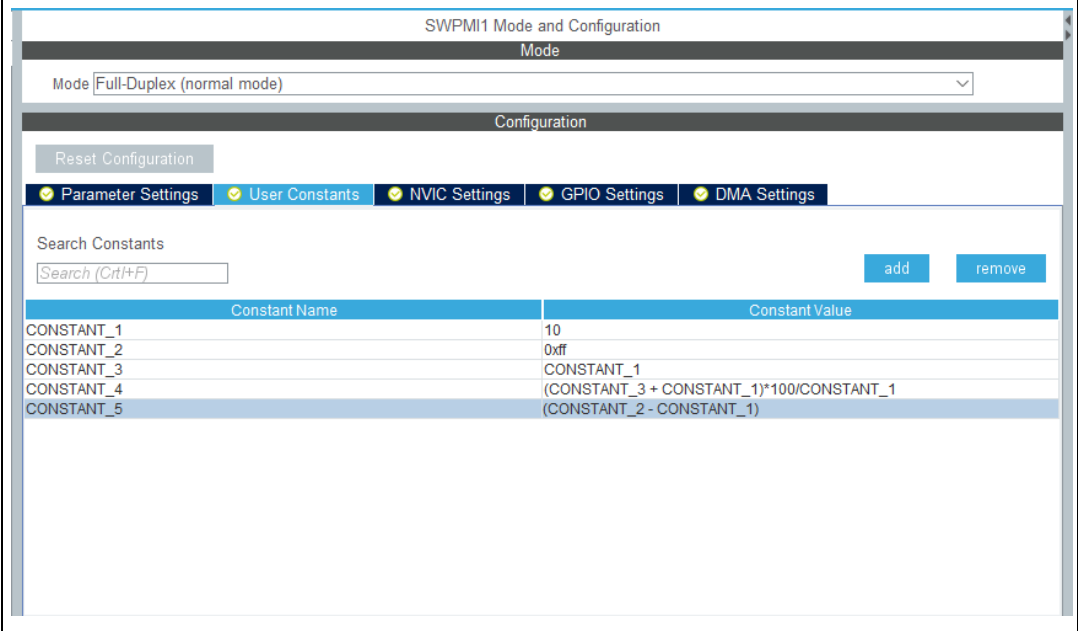 SWPMI1 Mode and Configuration
Mode
Mode Full-Duplex (normal mode)
Configuration
Reset Configuration
Parameter Settings User Constants NVIC Settings GPIO Settings DMA Settings
Search Constants
Search (Crtl+F) add remove
Constant Name Constant Value
CONSTANT_1 10
CONSTANT_2 0xff
CONSTANT_3 CONSTANT_1
CONSTANT_4 (CONSTANT_3 + CONSTANT_1)*100/CONSTANT_1
CONSTANT_5 (CONSTANT_2 - CONSTANT_1)